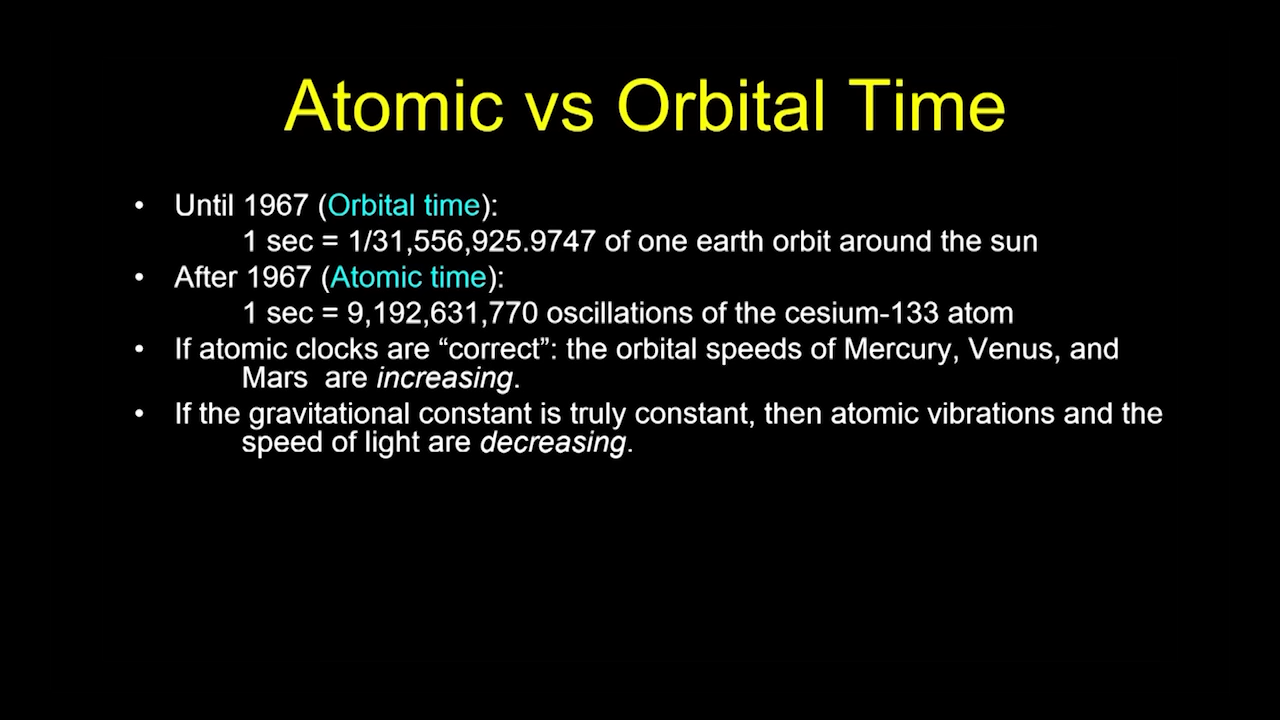 Atomic vs Orbital Time
• Until 1967 (Orbital time):
1 sec = 1/31,556,925.9747 of one earth orbit around the sun
• After 1967 (Atomic time):
1 sec = 9,192,631,770 oscillations of the cesium-133 atom
• If atomic clocks are “correct”: the orbital speeds of Mercury, Venus, and
Mars are increasing.
• If the gravitational constant is truly constant, then atomic vibrations and the
speed of light are decreasing.